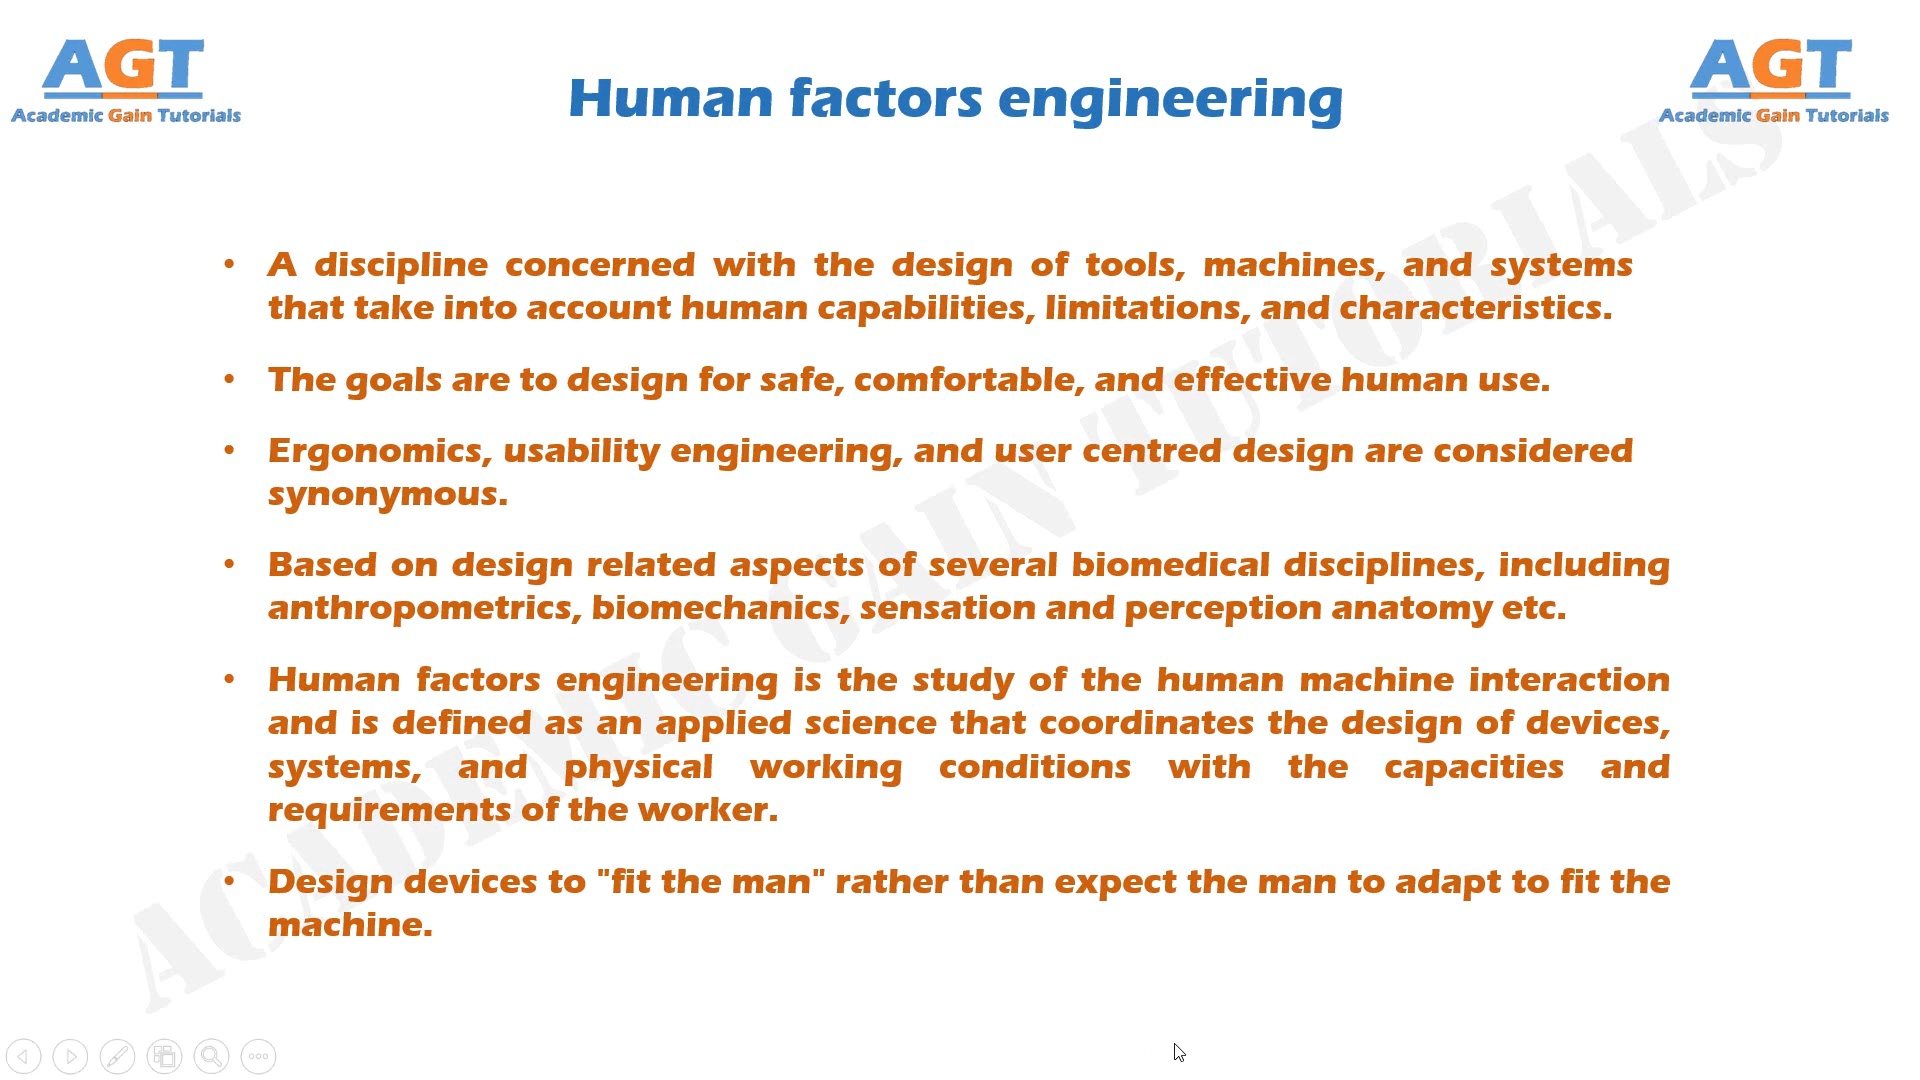 AGT
Academic Gain Tutorials
Human factors engineering
AGT
Academic Gain Tutorials
• A discipline concerned with the design of tools, machines, and systems
that take into account human capabilities, limitations, and characteristics.
• The goals are to design for safe, comfortable, and effective human use.
• Ergonomics, usability engineering, and user centred design are considered
synonymous.
• Based on design related aspects of several biomedical disciplines, including
anthropometrics, biomechanics, sensation and perception anatomy etc.
• Human factors engineering is the study of the human machine interaction
and is defined as an applied science that coordinates the design of devices,
systems, and physical working conditions with the capacities and
requirements of the worker.
• Design devices to "fit the man" rather than expect the man to adapt to fit the
machine.
ACADEMIC GAIN TUTORIALS